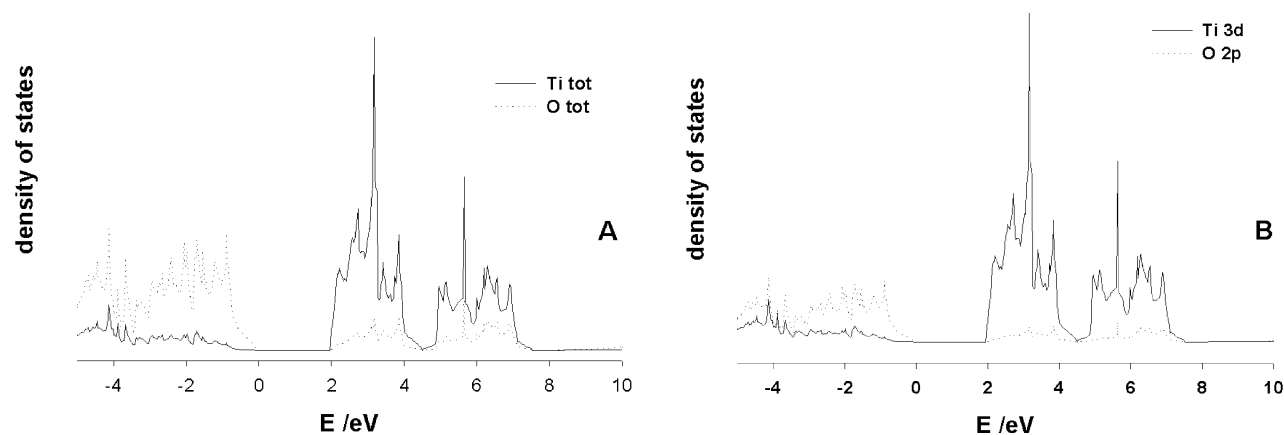 density of states
Ti tot
O tot
A
-4 -2 0 2 4 6 8 10
E /eV
density of states
Ti 3d
O 2p
B
-4 -2 0 2 4 6 8 10
E /eV